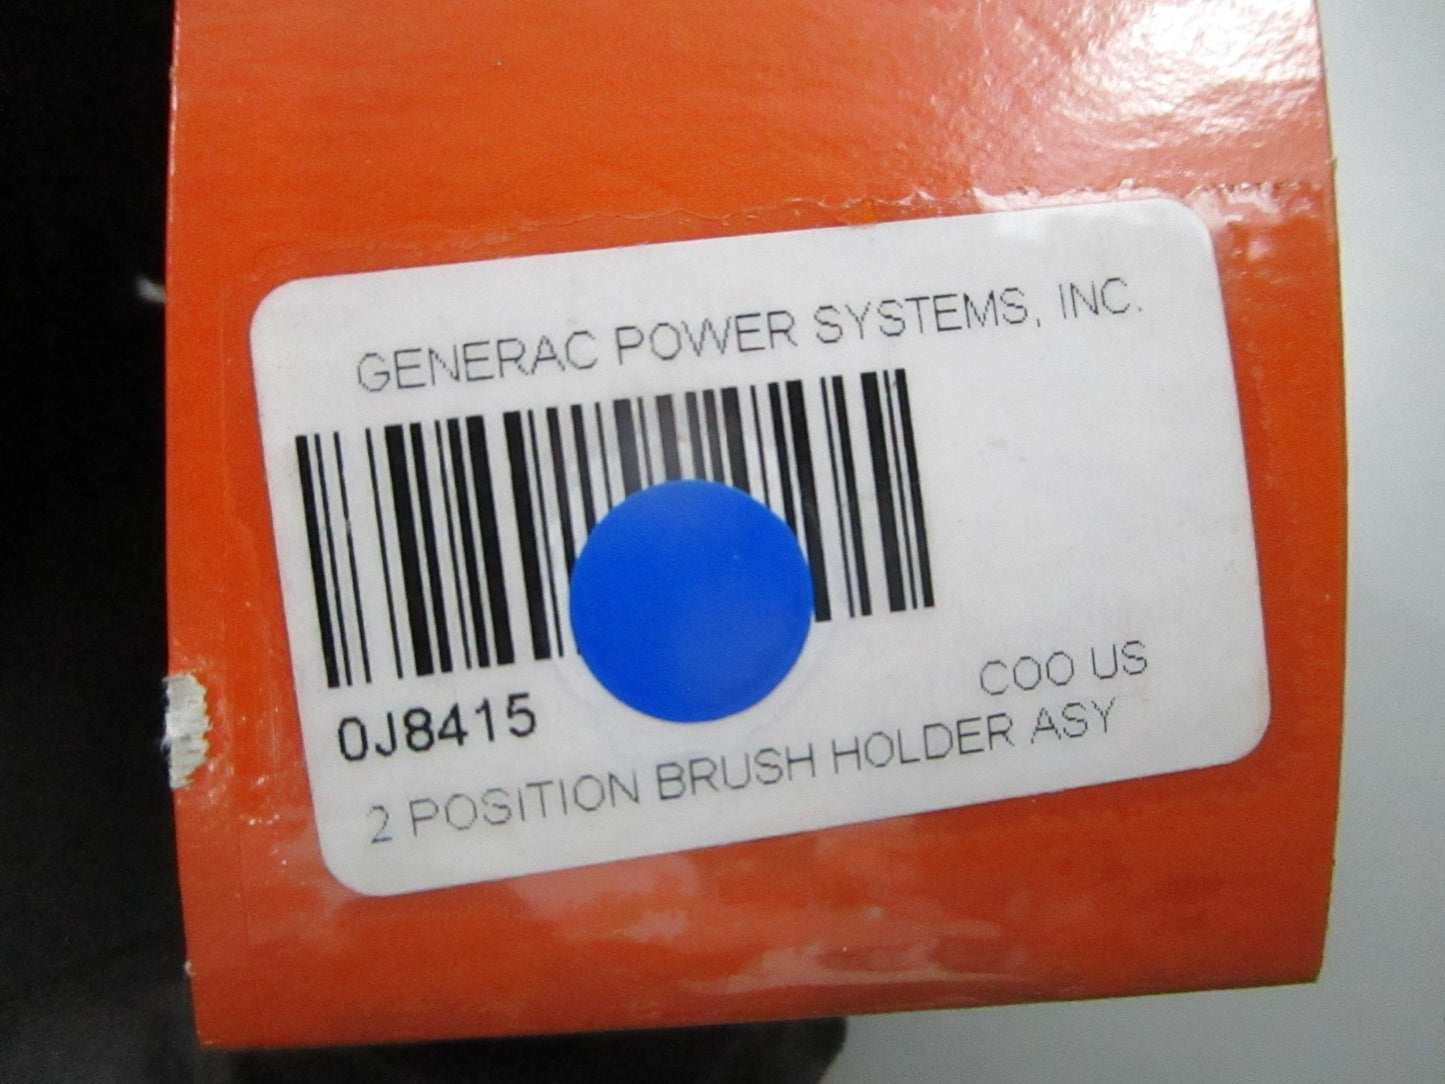 GENERAC POWER SYSTEMS, INC.
0J8415
COO US
2 POSITION BRUSH HOLDER ASY